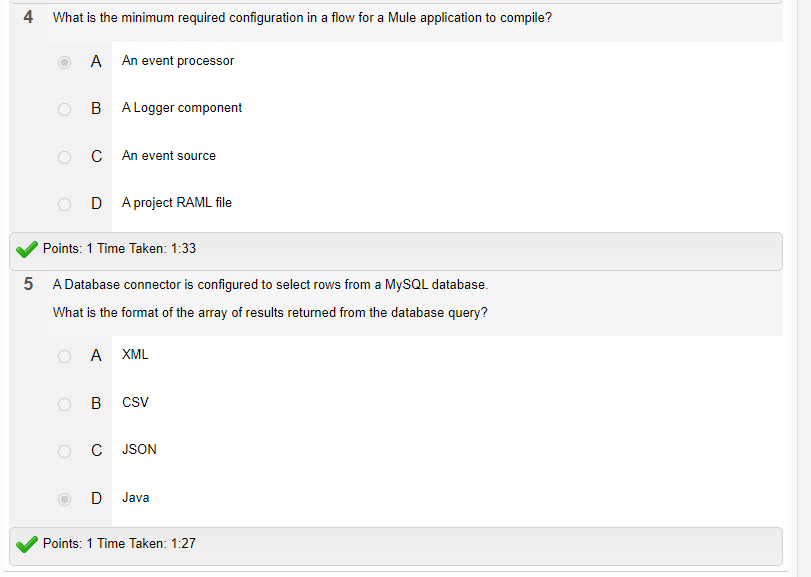 4 What is the minimum required configuration in a flow for a Mule application to compile?
A An event processor
B A Logger component
C An event source
D A project RAML file
Points: 1 Time Taken: 1:33
5 A Database connector is configured to select rows from a MySQL database.
What is the format of the array of results returned from the database query?
A XML
B CSV
C JSON
D Java
Points: 1 Time Taken: 1:27